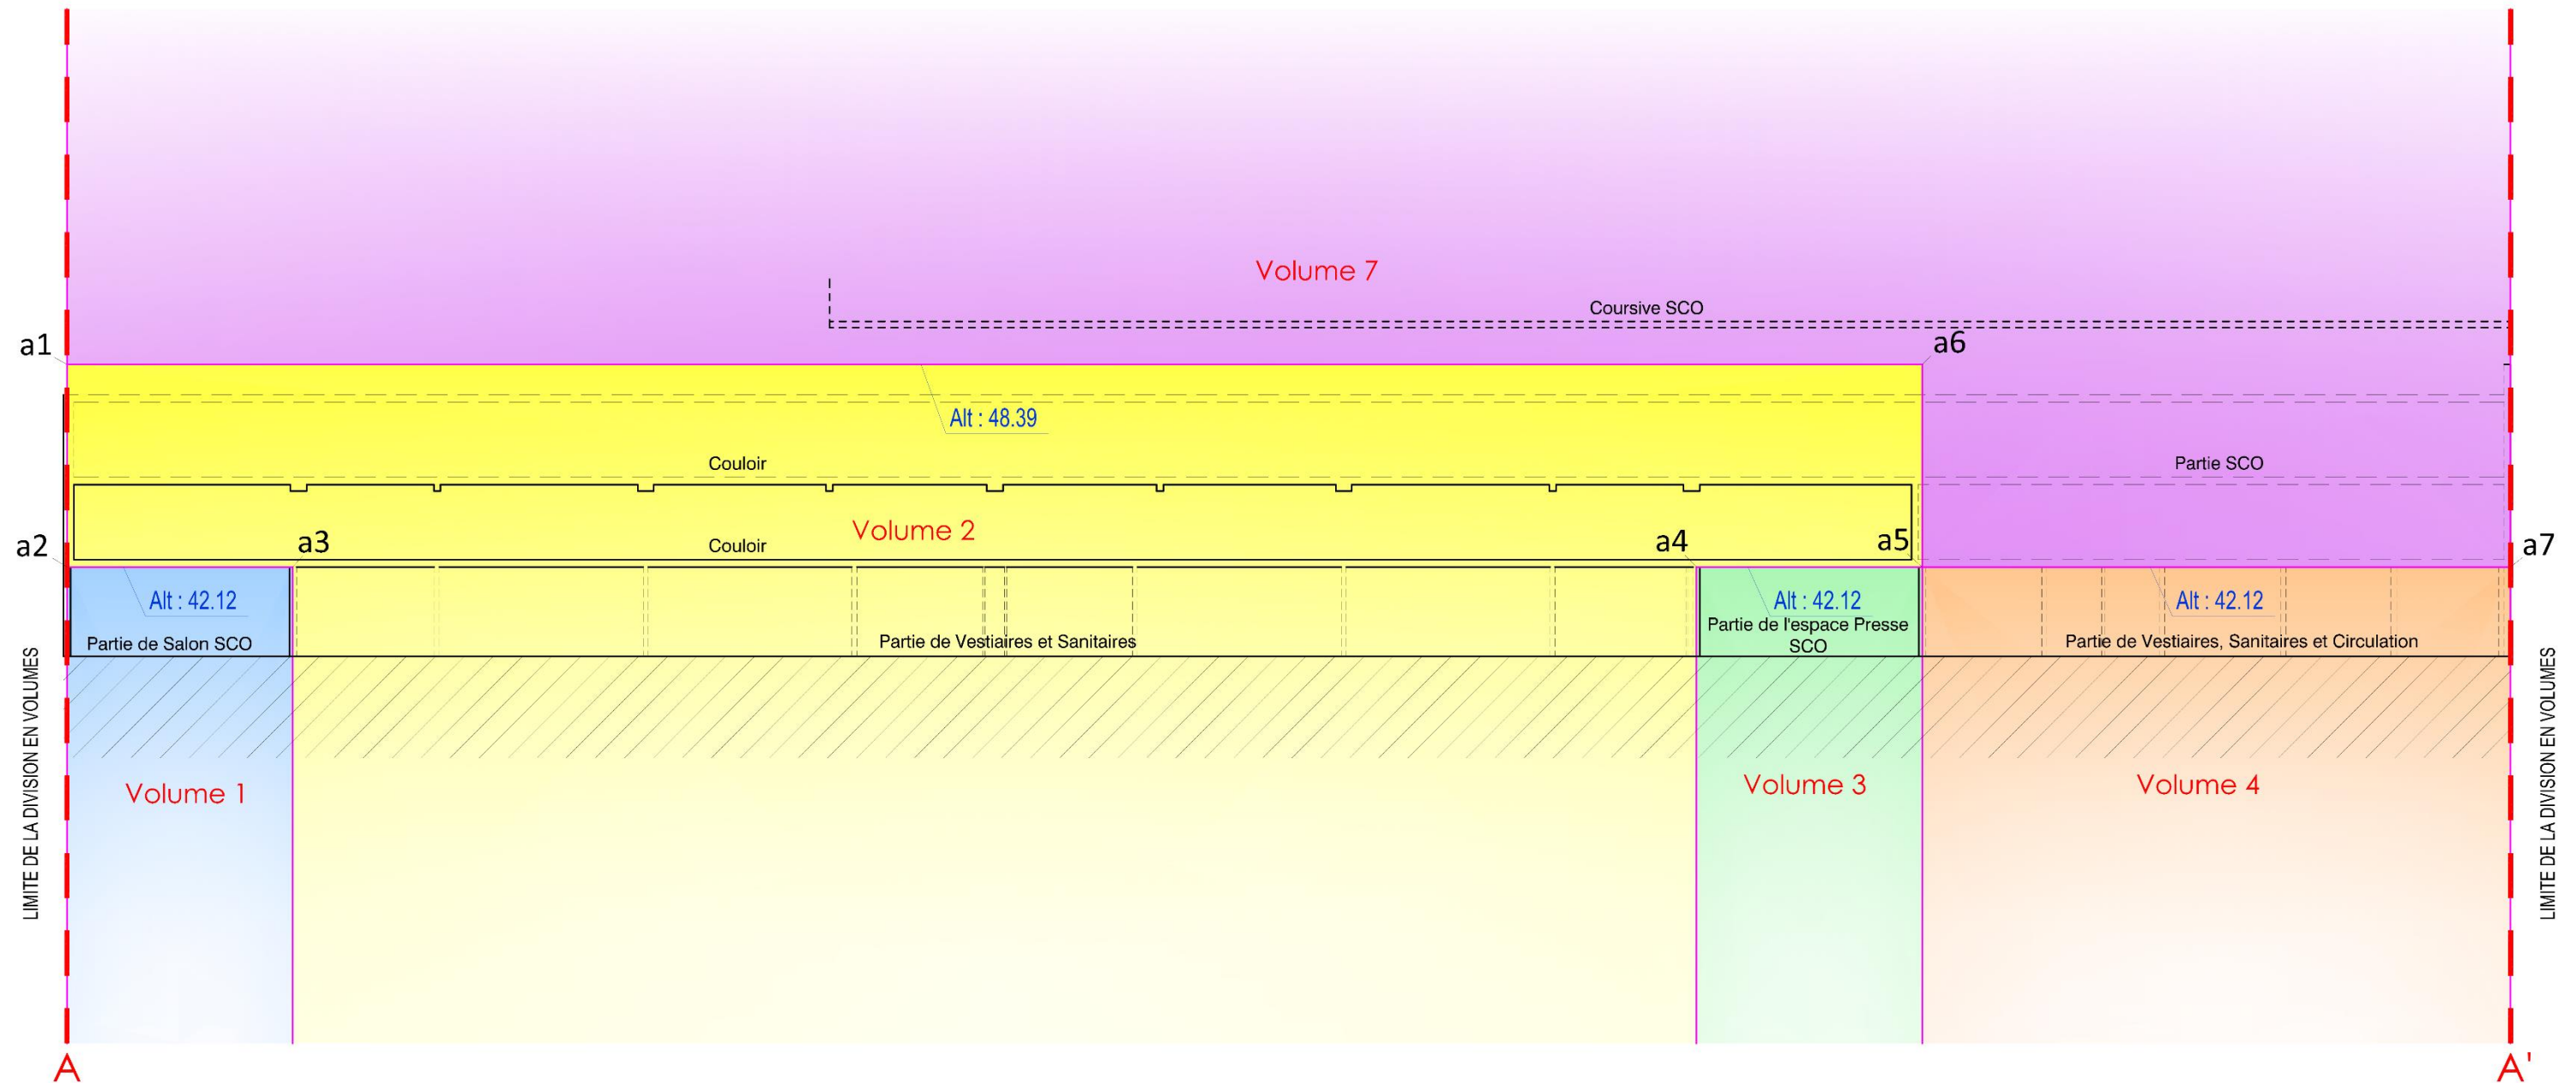 Volume 7
Coursive SCO
a1
a6
Alt : 48.39
Couloir
Partie SCO
Volume 2
a2
a3
Couloir
a4
a5
a7
Alt : 42.12
Alt : 42.12
Alt : 42.12
Partie de Salon SCO
Partie de Vestiaires et Sanitaires
Partie de l'espace Presse
SCO
Partie de Vestiaires, Sanitaires et Circulation
LIMITE DE LA DIVISION EN VOLUMES
LIMITE DE LA DIVISION EN VOLUMES
Volume 1
Volume 3
Volume 4
A
A'